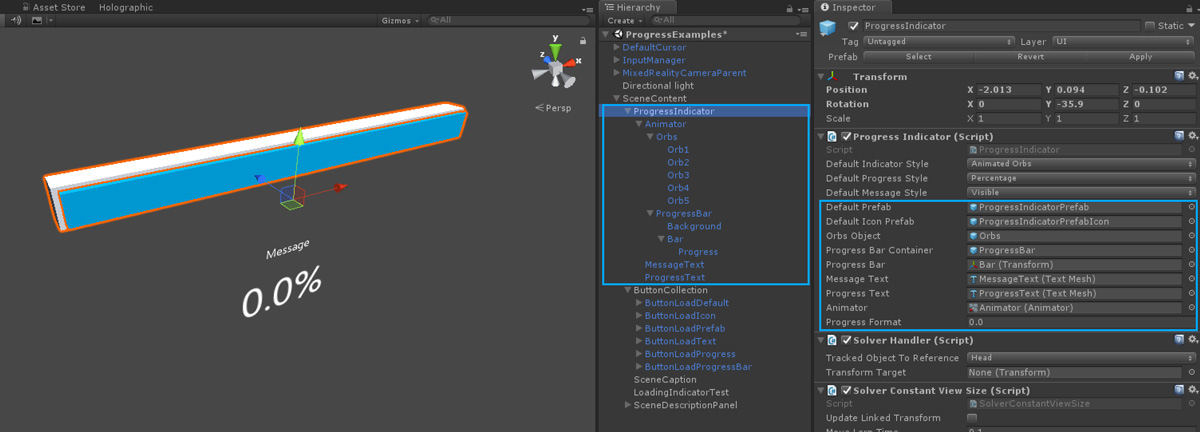 Asset Store Holographic
Gizmos All
y
z
x
Persp
Message
0.0%
Hierarchy
Create All
ProgressExamples*
DefaultCursor
InputManager
MixedRealityCameraParent
Directional light
SceneContent
ProgressIndicator
Animator
Orbs
Orb1
Orb2
Orb3
Orb4
Orb5
ProgressBar
Background
Bar
Progress
MessageText
ProgressText
ButtonCollection
ButtonLoadDefault
ButtonLoadIcon
ButtonLoadPrefab
ButtonLoadText
ButtonLoadProgress
ButtonLoadProgressBar
SceneCaption
LoadingIndicatorTest
SceneDescriptionPanel
Inspector
ProgressIndicator Static
Tag Untagged Layer UI
Prefab Select Revert Apply
Transform
Position X -2.013 Y 0.094 Z -0.102
Rotation X 0 Y -35.9 Z 0
Scale X 1 Y 1 Z 1
Progress Indicator (Script)
Script ProgressIndicator
Default Indicator Style Animated Orbs
Default Progress Style Percentage
Default Message Style Visible
Default Prefab ProgressIndicatorPrefab
Default Icon Prefab ProgressIndicatorPrefabIcon
Orbs Object Orbs
Progress Bar Container ProgressBar
Progress Bar Bar (Transform)
Message Text MessageText (Text Mesh)
Progress Text ProgressText (Text Mesh)
Animator Animator (Animator)
Progress Format 0.0
Solver Handler (Script)
Tracked Object To Reference Head
Transform Target None (Transform)
Solver Constant View Size (Script)
Script SolverConstantViewSize
Update Linked Transform
Move Lerp Time 0.1